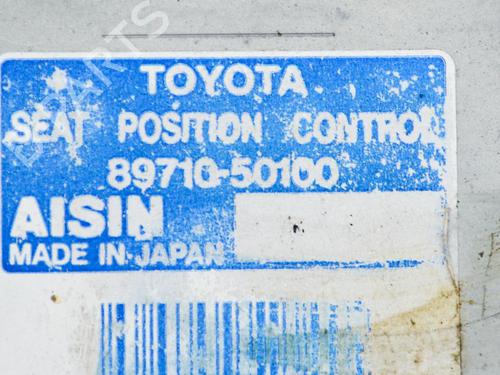 TOYOTA
SEAT POSITION CONTROL
89710-50100
AISIN
MADE IN JAPAN